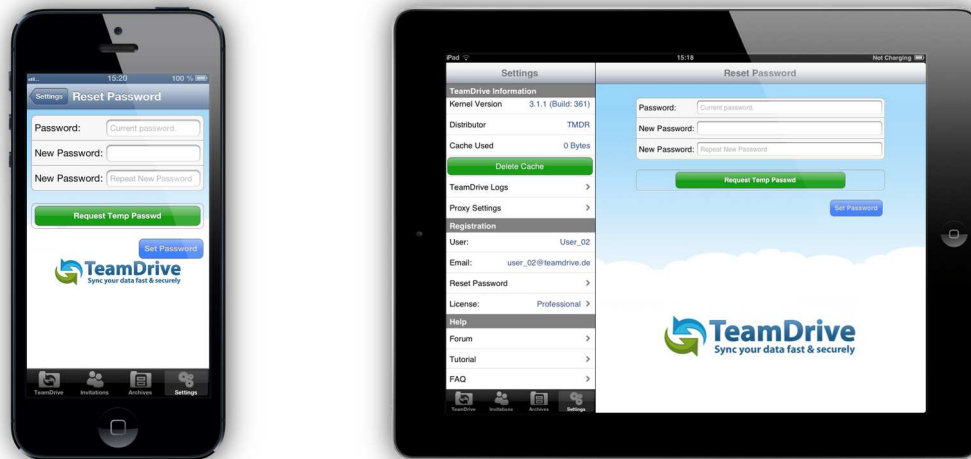 15:20 100 %
Settings Reset Password
Password: Current password.
New Password:
New Password: Repeat New Password
Request Temp Passwd
Set Password
TeamDrive
Sync your data fast & securely
TeamDrive Invitations Archives Settings
iPad 15:18 Not Charging
Settings
TeamDrive Information
Kernel Version 3.1.1 (Build: 361)
Distributor TMDR
Cache Used 0 Bytes
Delete Cache
TeamDrive Logs
Proxy Settings
Registration
User: User_02
Email: user_02@teamdrive.de
Reset Password
License: Professional
Help
Forum
Tutorial
FAQ
TeamDrive Invitations Archives Settings
Reset Password
Password: Current password.
New Password:
New Password: Repeat New Password
Request Temp Passwd
Set Password
TeamDrive
Sync your data fast & securely